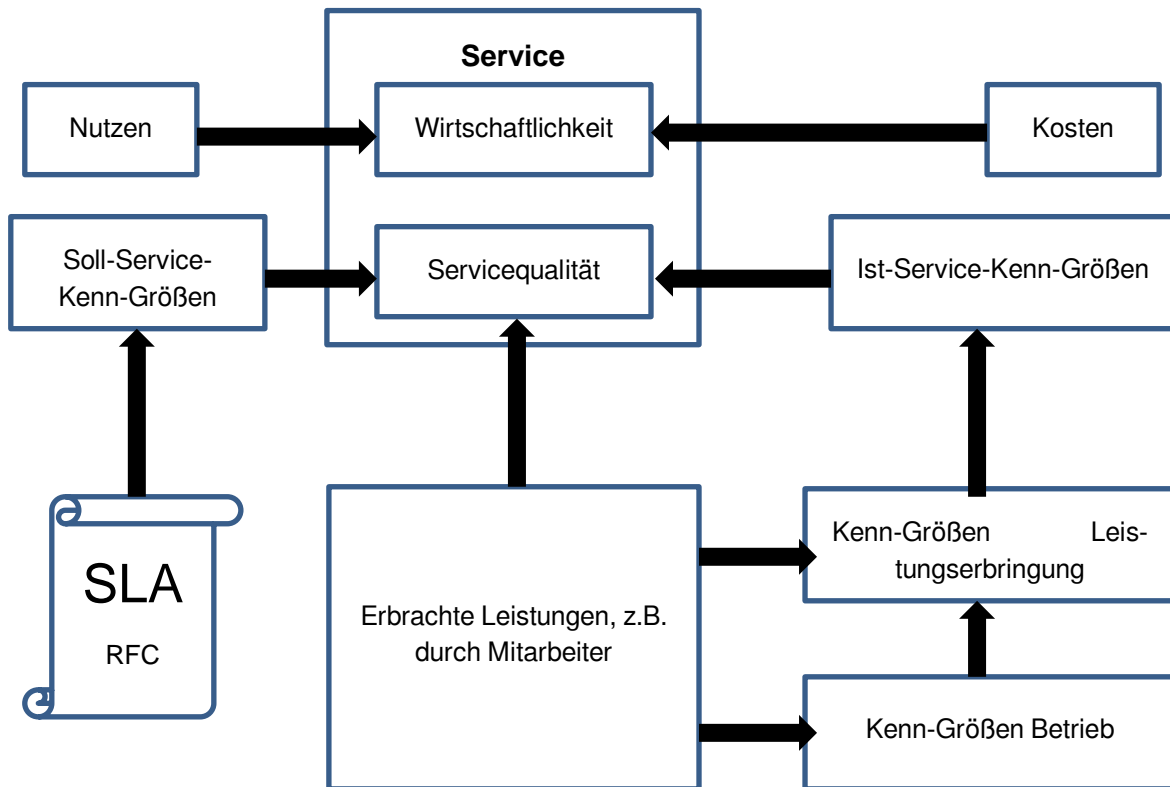 Service
Nutzen
Wirtschaftlichkeit
Kosten
Soll-Service-
Kenn-Größen
Servicequalität
Ist-Service-Kenn-Größen
SLA
RFC
Erbrachte Leistungen, z.B.
durch Mitarbeiter
Kenn-Größen Leis-
tungserbringung
Kenn-Größen Betrieb